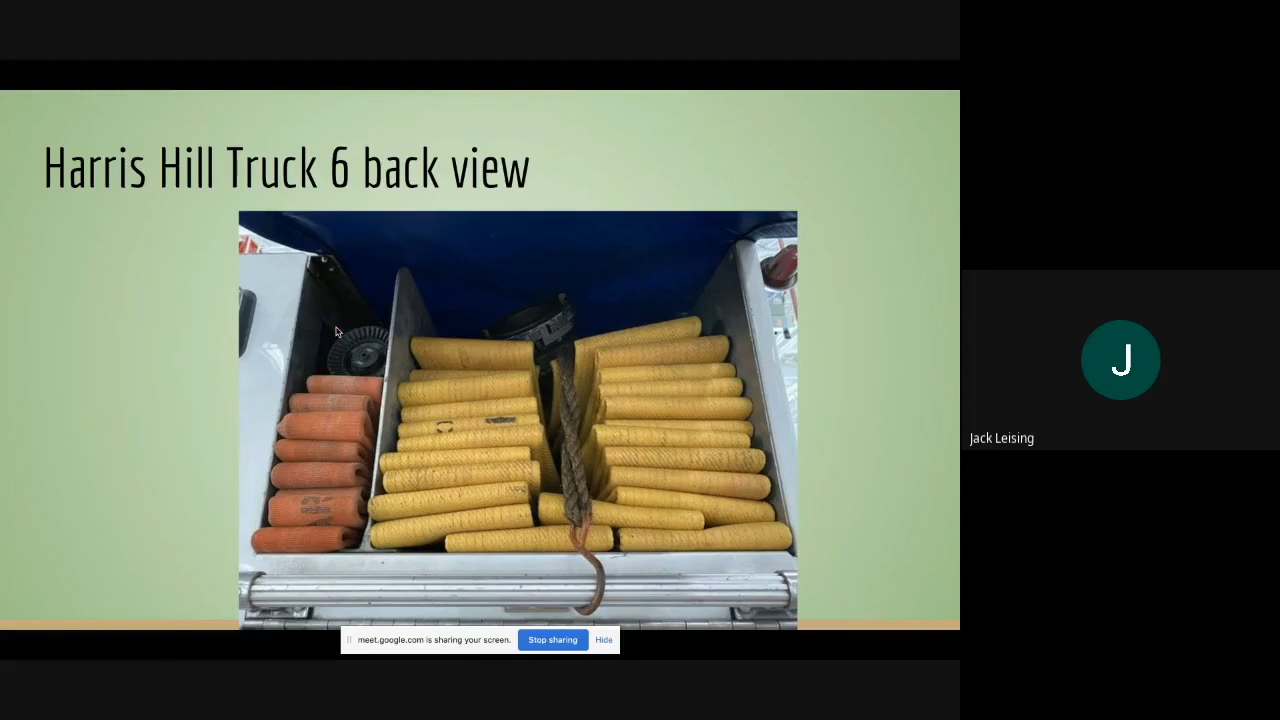 Harris Hill Truck 6 back view
J
Jack Leising
meet.google.com is sharing your screen.
Stop sharing
Hide